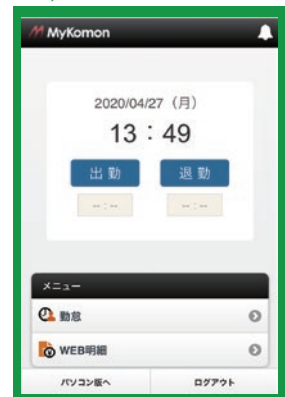 MyKomon
2020/04/27（月）
13：49
出勤 退勤
--：-- --：--
メニュー
勤怠
WEB明細
パソコン版へ ログアウト